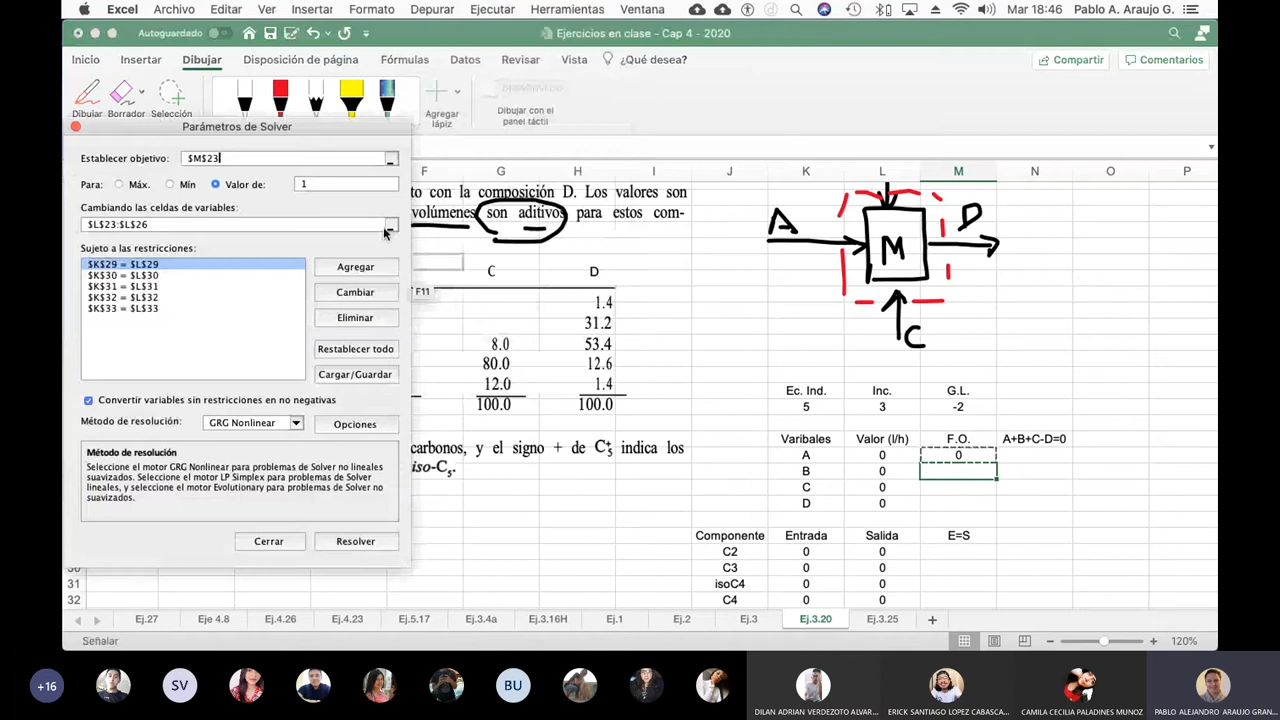 Excel Archivo Editar Ver Insertar Formato Depurar Ejecutar Herramientas Ventana Mar 18:46 Pablo A. Araujo G.
Autoguardado Ejercicios en clase - Cap 4 - 2020
Inicio Insertar Dibujar Disposición de página Fórmulas Datos Revisar Vista ¿Qué desea? Compartir Comentarios
Dibujar Borrador Selección Agregar lápiz Dibujar con el panel táctil
Parámetros de Solver
Establecer objetivo: $M$23
Para: Máx. Mín Valor de: 1
Cambiando las celdas de variables:
$L$23:$L$26
Sujeto a las restricciones:
$K$29 = $L$29
$K$30 = $L$30
$K$31 = $L$31
$K$32 = $L$32
$K$33 = $L$33
Agregar
Cambiar
Eliminar
Restablecer todo
Cargar/Guardar
Convertir variables sin restricciones en no negativas
Método de resolución: GRG Nonlinear Opciones
Método de resolución
Seleccione el motor GRG Nonlinear para problemas de Solver no lineales
suavizados. Seleccione el motor LP Simplex para problemas de Solver
lineales, y seleccione el motor Evolutionary para problemas de Solver no
suavizados.
Cerrar Resolver
F G H I J K L M N O P
to con la composición D. Los valores son
volúmenes son aditivos para estos com-
C D
F11
1.4
31.2
8.0 53.4
80.0 12.6
12.0 1.4
100.0 100.0
carbonos, y el signo + de C₅⁺ indica los
iso-C₅.
A M D
C
Ec. Ind. Inc. G.L.
5 3 -2
Varibales Valor (l/h) F.O. A+B+C-D=0
A 0 0
B 0
C 0
D 0
Componente Entrada Salida E=S
C2 0 0
C3 0 0
isoC4 0 0
C4 0 0
31
32
Ej.27 Eje 4.8 Ej.4.26 Ej.4.23 Ej.5.17 Ej.3.4a Ej.3.16H Ej.1 Ej.2 Ej.3 Ej.3.20 Ej.3.25
Señalar 120%
+16 SV BU
DILAN ADRIAN VERDEZOTO ALVAR... ERICK SANTIAGO LOPEZ CABASCA... CAMILA CECILIA PALADINES MUNOZ PABLO ALEJANDRO ARAUJO GRAN...